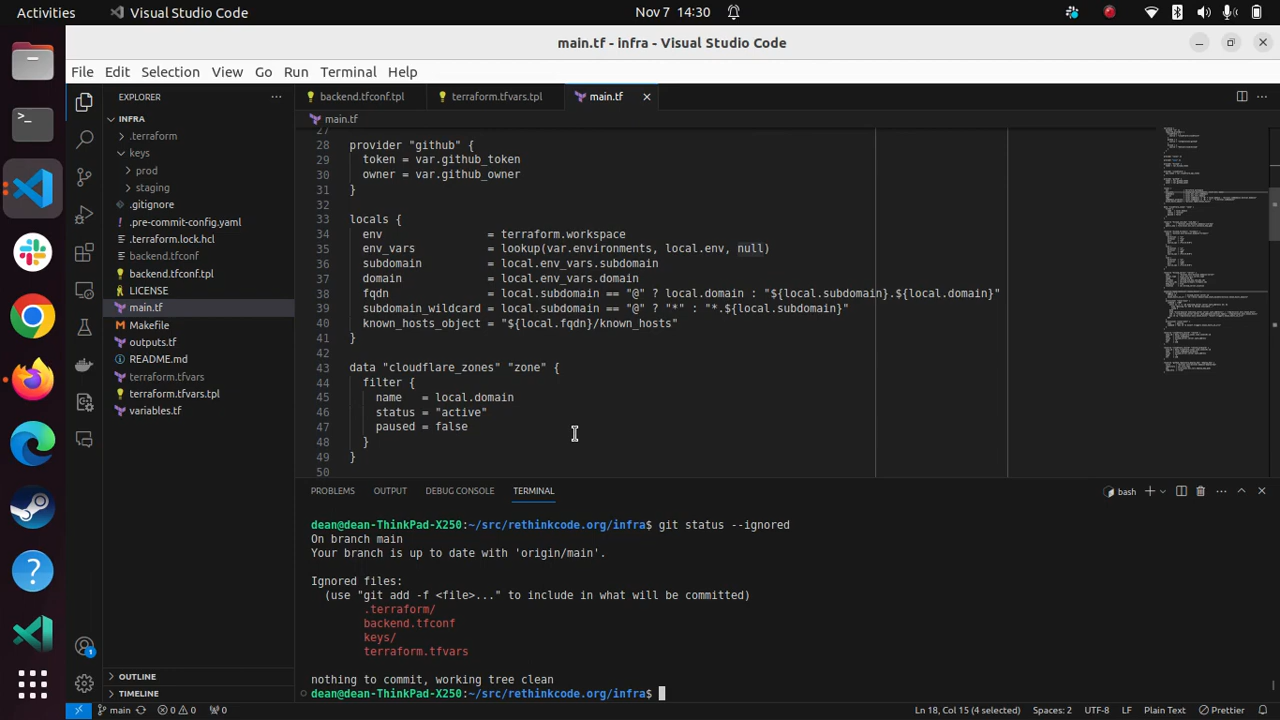 Activities
Visual Studio Code
Nov 7 14:30
main.tf - infra - Visual Studio Code
File Edit Selection View Go Run Terminal Help
EXPLORER
INFRA
.terraform
keys
prod
staging
.gitignore
.pre-commit-config.yaml
.terraform.lock.hcl
backend.tfconf
backend.tfconf.tpl
LICENSE
main.tf
Makefile
outputs.tf
README.md
terraform.tfvars
terraform.tfvars.tpl
variables.tf
OUTLINE
TIMELINE
backend.tfconf.tpl
terraform.tfvars.tpl
main.tf
main.tf
27
28 provider "github" {
29 token = var.github_token
30 owner = var.github_owner
31 }
32
33 locals {
34 env = terraform.workspace
35 env_vars = lookup(var.environments, local.env, null)
36 subdomain = local.env_vars.subdomain
37 domain = local.env_vars.domain
38 fqdn = local.subdomain == "@" ? local.domain : "${local.subdomain}.${local.domain}"
39 subdomain_wildcard = local.subdomain == "@" ? "*" : "*.${local.subdomain}"
40 known_hosts_object = "${local.fqdn}/known_hosts"
41 }
42
43 data "cloudflare_zones" "zone" {
44 filter {
45 name = local.domain
46 status = "active"
47 paused = false
48 }
49 }
50
PROBLEMS OUTPUT DEBUG CONSOLE TERMINAL
bash
dean@dean-ThinkPad-X250:~/src/rethinkcode.org/infra$ git status --ignored
On branch main
Your branch is up to date with 'origin/main'.
Ignored files:
(use "git add -f <file>..." to include in what will be committed)
.terraform/
backend.tfconf
keys/
terraform.tfvars
nothing to commit, working tree clean
dean@dean-ThinkPad-X250:~/src/rethinkcode.org/infra$
1
main 0 0 0 Ln 18, Col 15 (4 selected) Spaces: 2 UTF-8 LF Plain Text Prettier